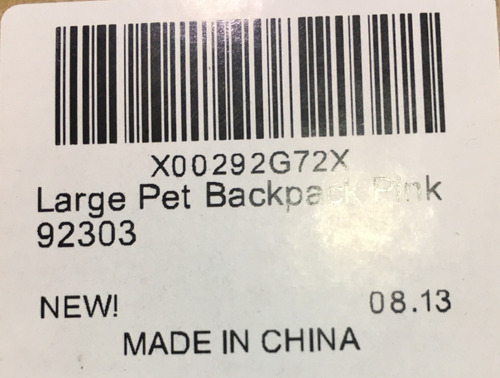 X00292G72X
Large Pet Backpack Pink
92303
NEW! 08.13
MADE IN CHINA